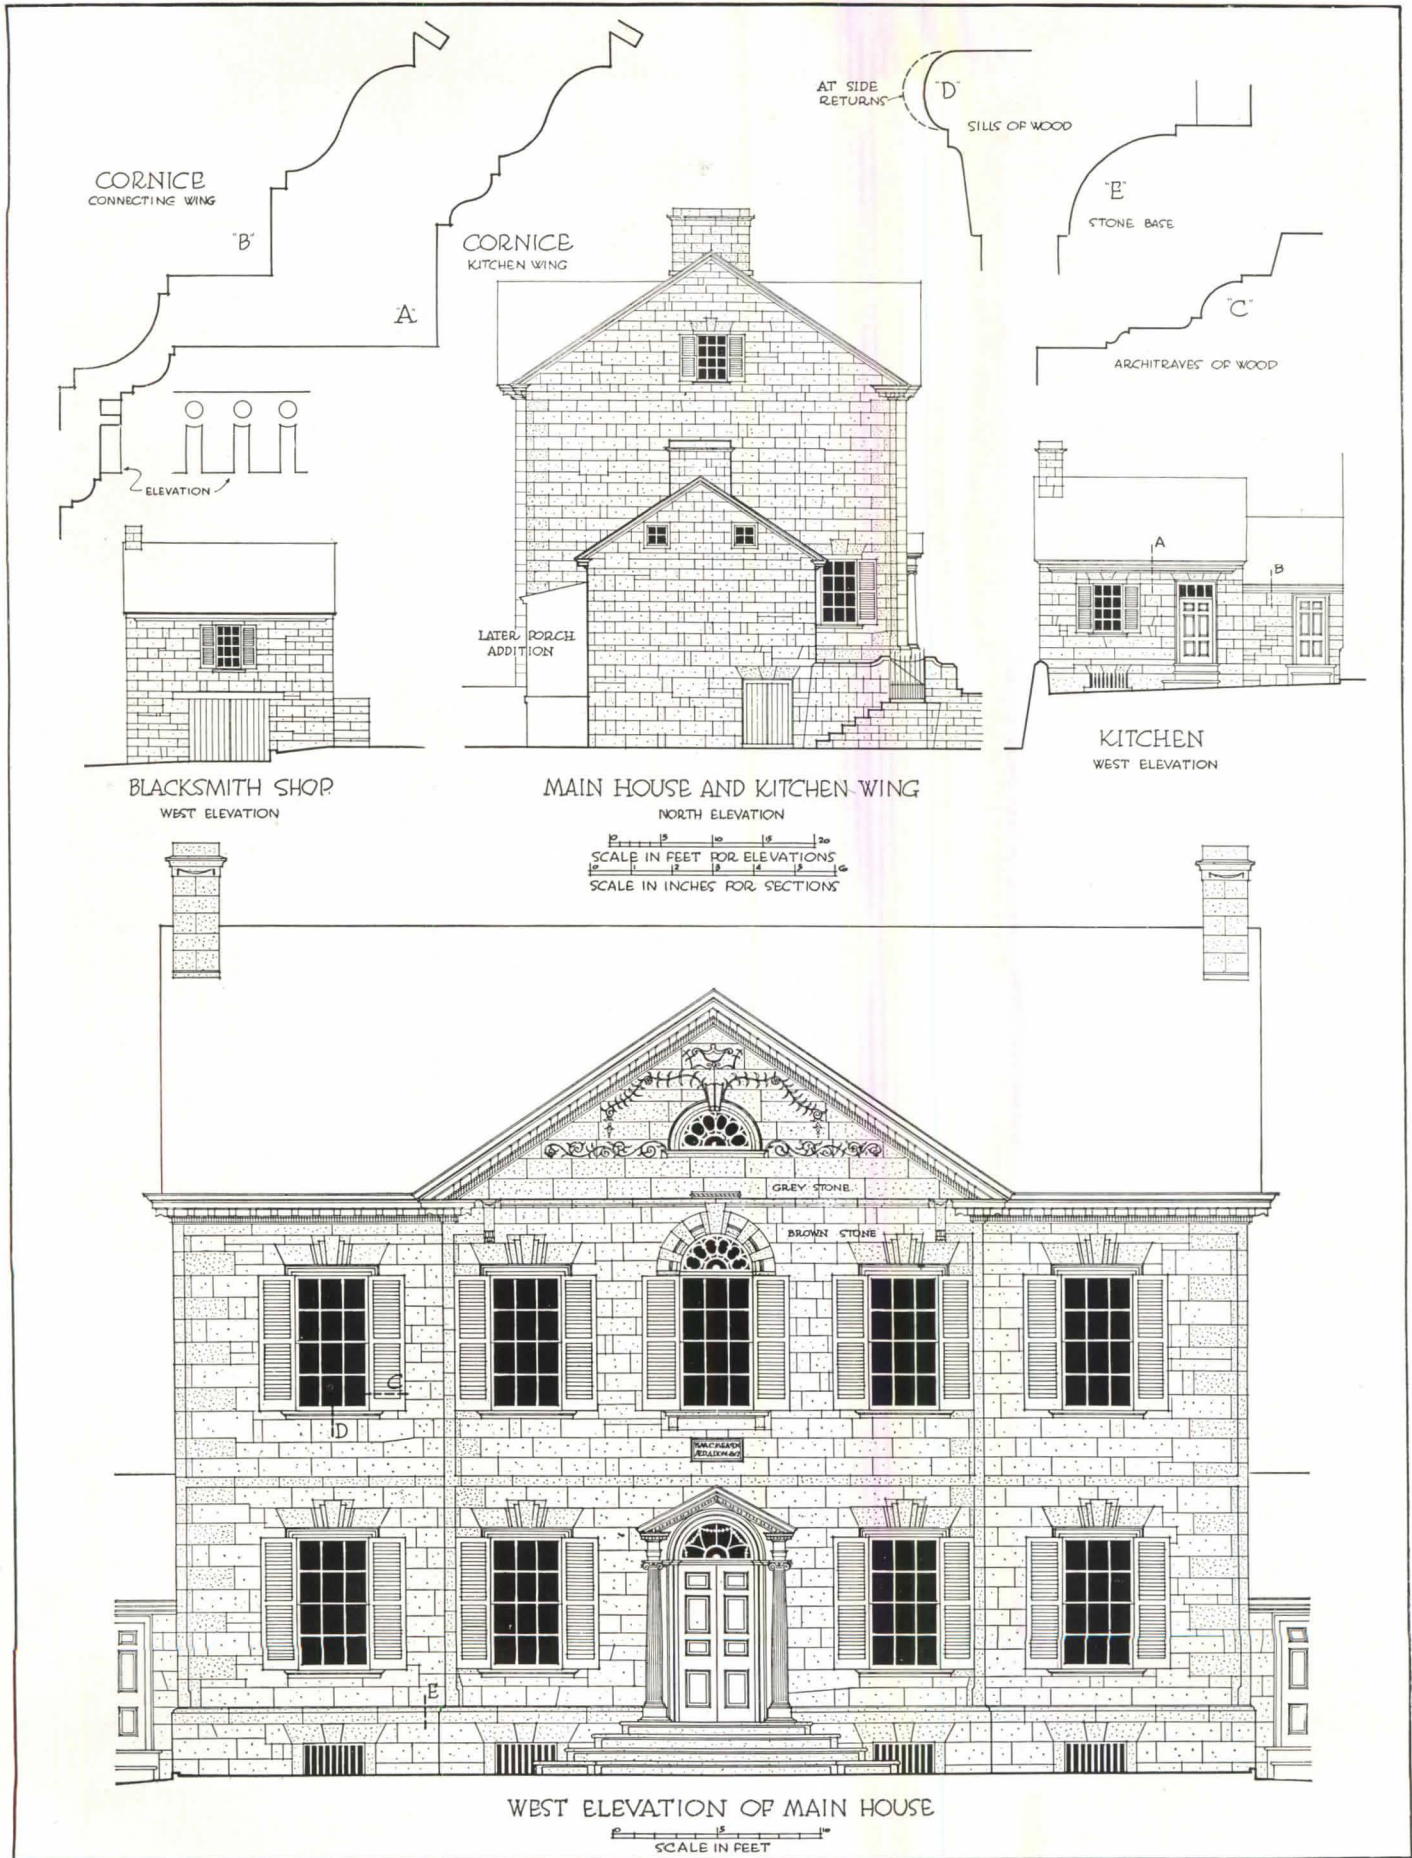 AT SIDE
RETURNS
"D"
SILLS OF WOOD
CORNICE
CONNECTING WING
"B"
"E"
STONE BASE
CORNICE
KITCHEN WING
"A"
"C"
ARCHITRAVES OF WOOD
ELEVATION
A
B
LATER PORCH
ADDITION
KITCHEN
WEST ELEVATION
BLACKSMITH SHOP
WEST ELEVATION
MAIN HOUSE AND KITCHEN WING
NORTH ELEVATION
0 5 10 15 20
SCALE IN FEET FOR ELEVATIONS
0 1 2 3 4 5 6
SCALE IN INCHES FOR SECTIONS
GREY STONE
BROWN STONE
C
D
E
WEST ELEVATION OF MAIN HOUSE
0 5 10
SCALE IN FEET